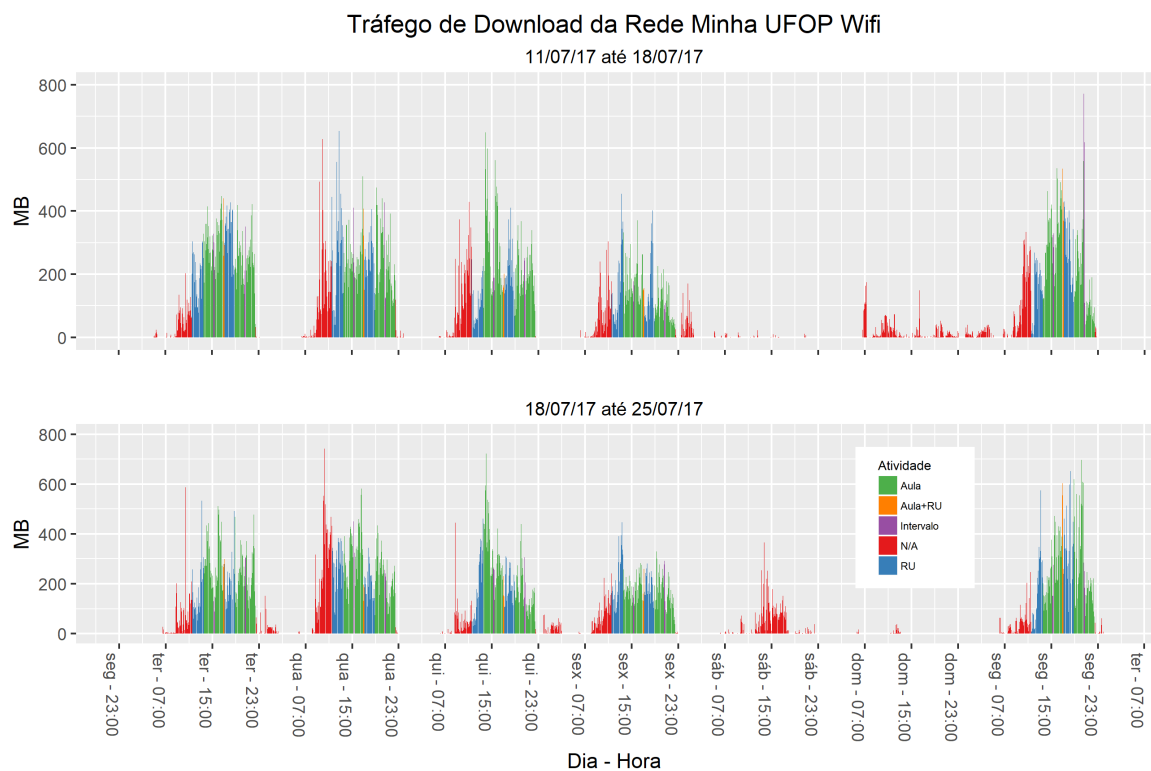 Tráfego de Download da Rede Minha UFOP Wifi
11/07/17 até 18/07/17
800
600
400
200
0
MB
18/07/17 até 25/07/17
800
600
400
200
0
MB
Atividade
Aula
Aula+RU
Intervalo
N/A
RU
seg - 23:00
ter - 07:00
ter - 15:00
ter - 23:00
qua - 07:00
qua - 15:00
qua - 23:00
qui - 07:00
qui - 15:00
qui - 23:00
sex - 07:00
sex - 15:00
sex - 23:00
sáb - 07:00
sáb - 15:00
sáb - 23:00
dom - 07:00
dom - 15:00
dom - 23:00
seg - 07:00
seg - 15:00
seg - 23:00
ter - 07:00
Dia - Hora